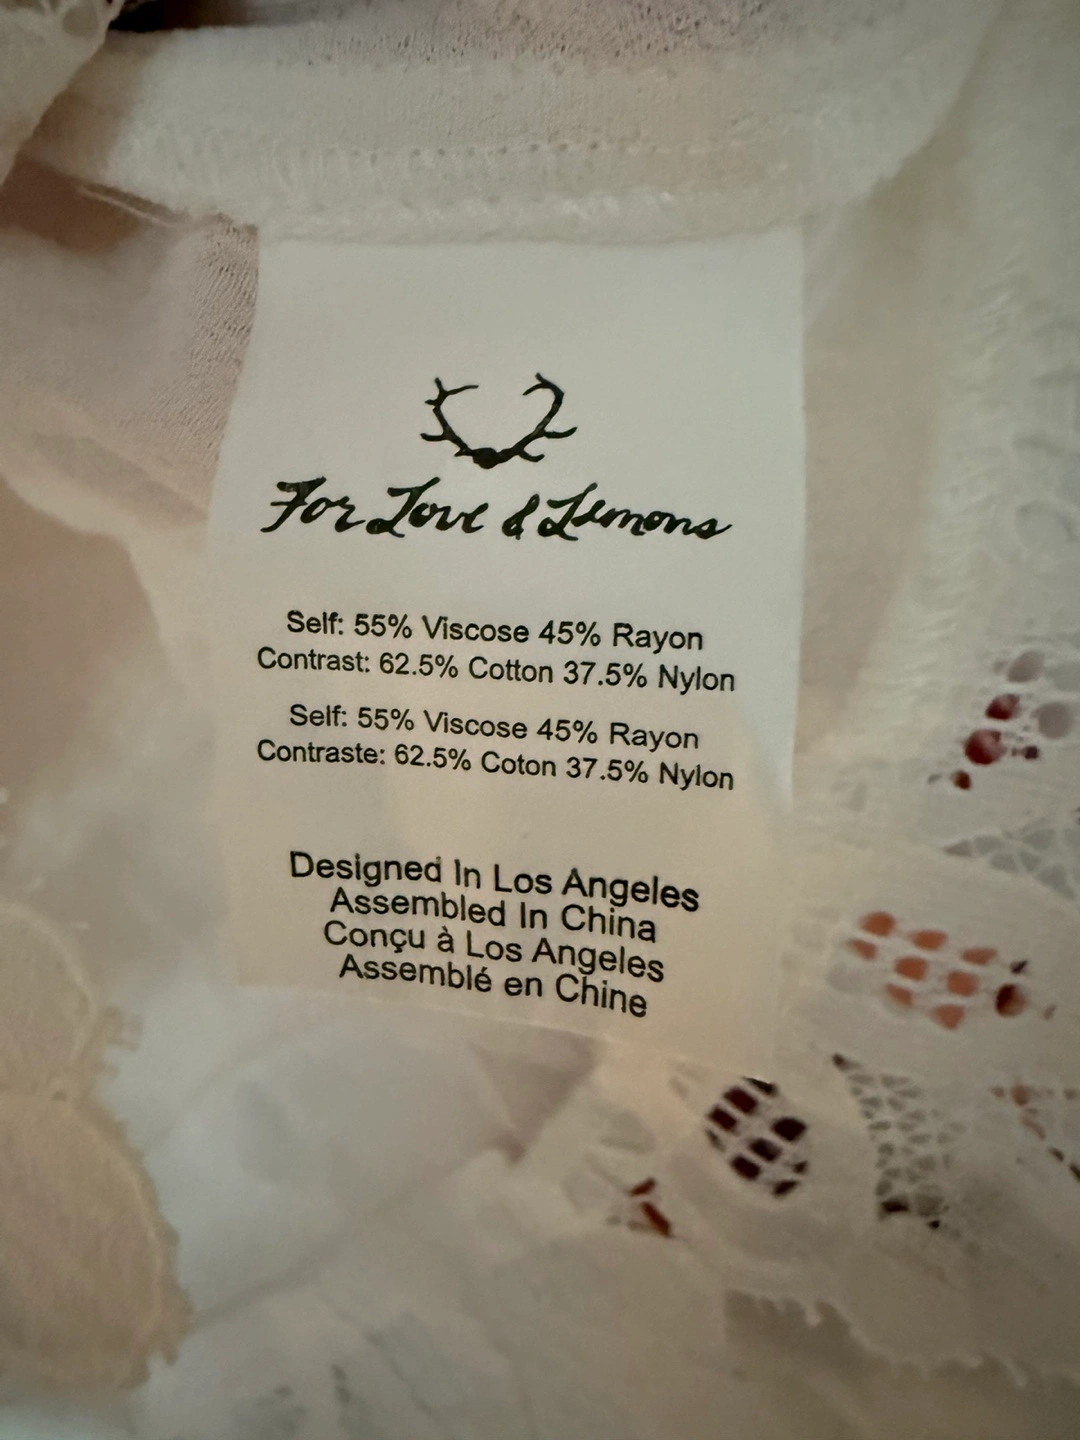 For Love & Lemons
Self: 55% Viscose 45% Rayon
Contrast: 62.5% Cotton 37.5% Nylon
Self: 55% Viscose 45% Rayon
Contraste: 62.5% Coton 37.5% Nylon
Designed In Los Angeles
Assembled In China
Conçu à Los Angeles
Assemblé en Chine